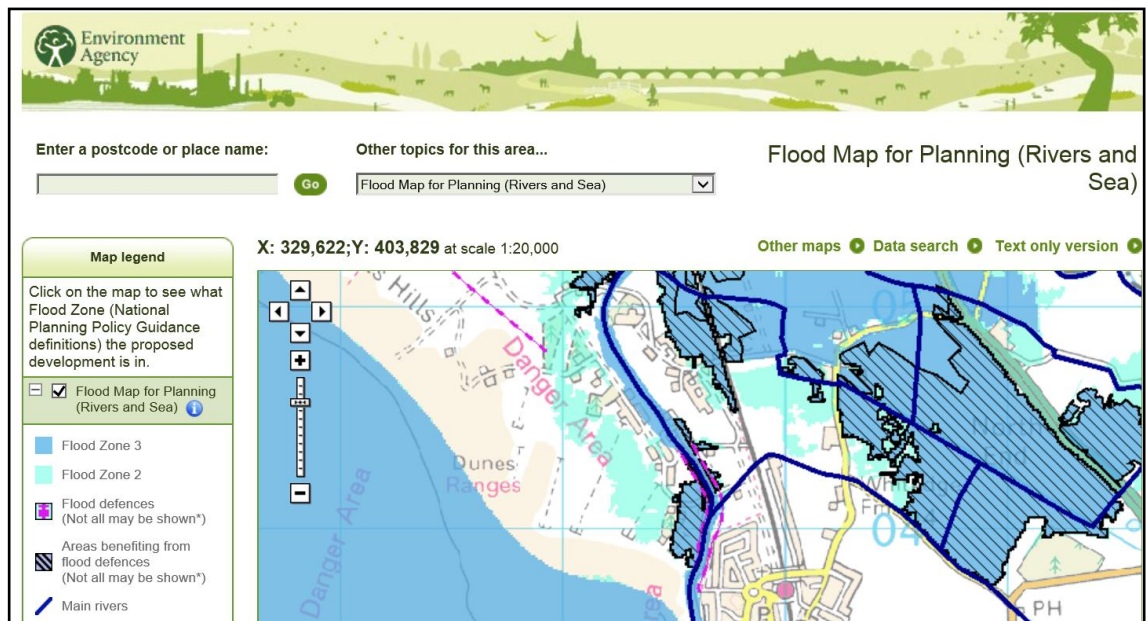 Environment
Agency
Enter a postcode or place name:
Other topics for this area...
Flood Map for Planning (Rivers and
Sea)
Go
Flood Map for Planning (Rivers and Sea)
X: 329,622;Y: 403,829 at scale 1:20,000
Other maps
Data search
Text only version
Map legend
Click on the map to see what
Flood Zone (National
Planning Policy Guidance
definitions) the proposed
development is in.
Flood Map for Planning
(Rivers and Sea)
Flood Zone 3
Flood Zone 2
Flood defences
(Not all may be shown*)
Areas benefiting from
flood defences
(Not all may be shown*)
Main rivers
Hills
Danger Area
Dunes
Ranges
Danger Area
05
04
PH